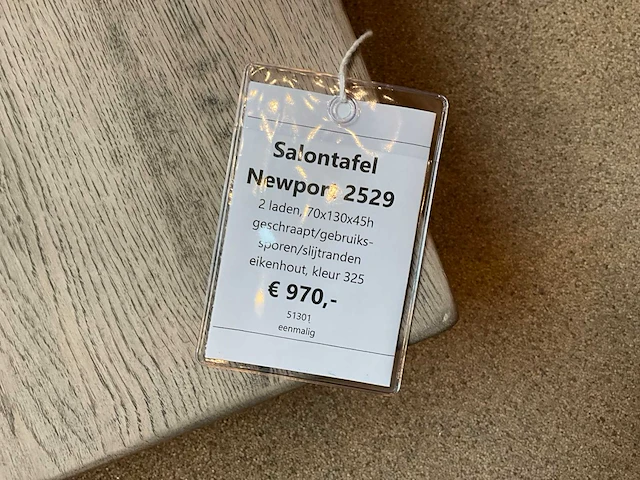 Salontafel
Newport 2529
2 laden, 70x130x45h
geschraapt/gebruiks-
sporen/slijtranden
eikenhout, kleur 325
€ 970,-
51301
eenmalig